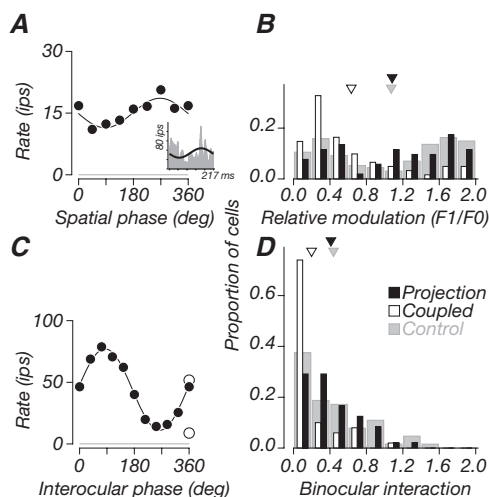 A
30
15
0
Rate (ips)
0
180
360
Spatial phase (deg)
80 ips
217 ms
B
0.2
0.0
0.0
0.4
0.8
1.2
1.6
2.0
Relative modulation (F1/F0)
Proportion of cells
C
100
50
0
Rate (ips)
0
180
360
Interocular phase (deg)
D
0.6
0.4
0.2
0.0
Projection
Coupled
Control
0.0
0.4
0.8
1.2
1.6
2.0
Binocular interaction